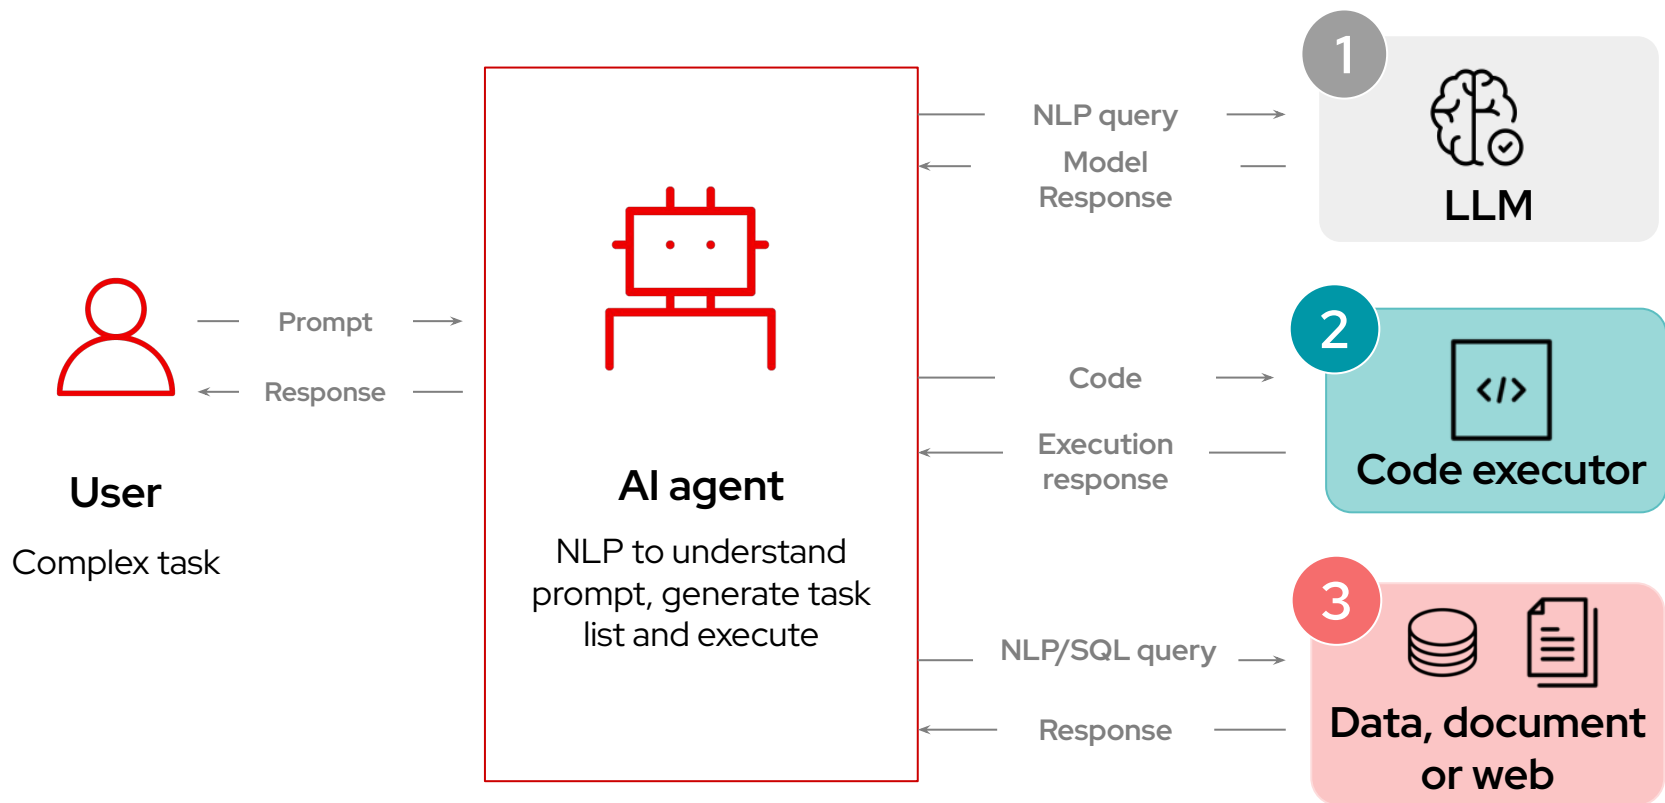 User
Complex task
Prompt
Response
AI agent
NLP to understand
prompt, generate task
list and execute
NLP query
Model
Response
1
LLM
Code
Execution
response
2
</>
Code executor
NLP/SQL query
Response
3
Data, document
or web